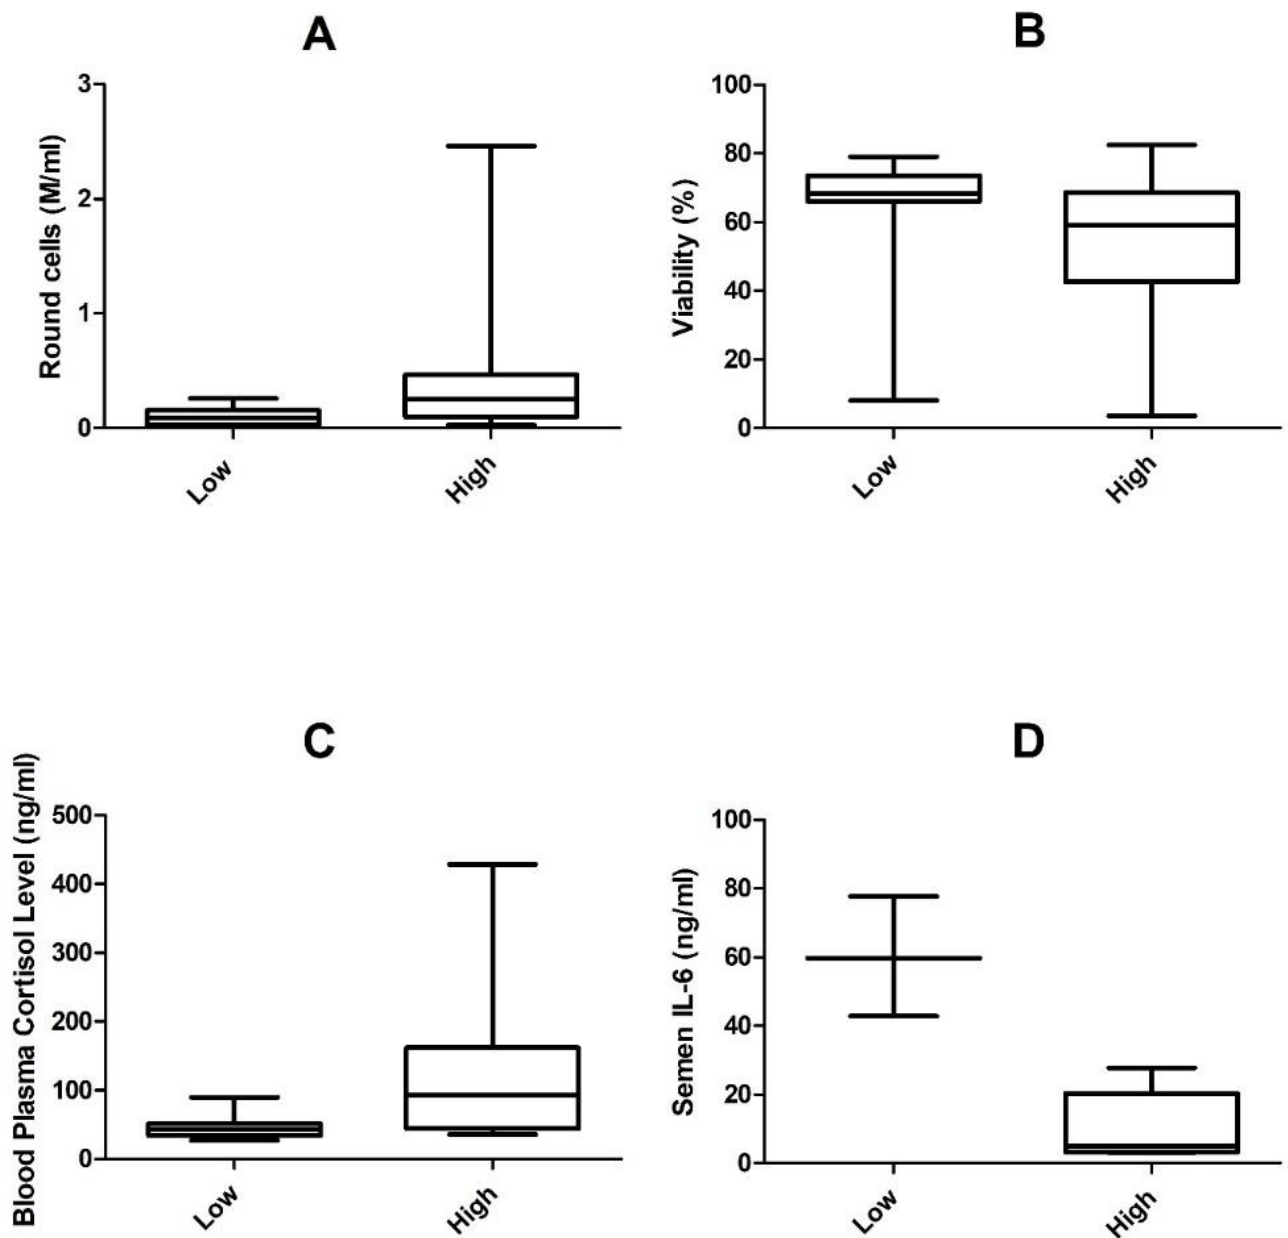 A
Round cells (M/ml)
3
2
1
0
Low
High
B
Viability (%)
100
80
60
40
20
0
Low
High
C
Blood Plasma Cortisol Level (ng/ml)
500
400
300
200
100
0
Low
High
D
Semen IL-6 (ng/ml)
100
80
60
40
20
0
Low
High